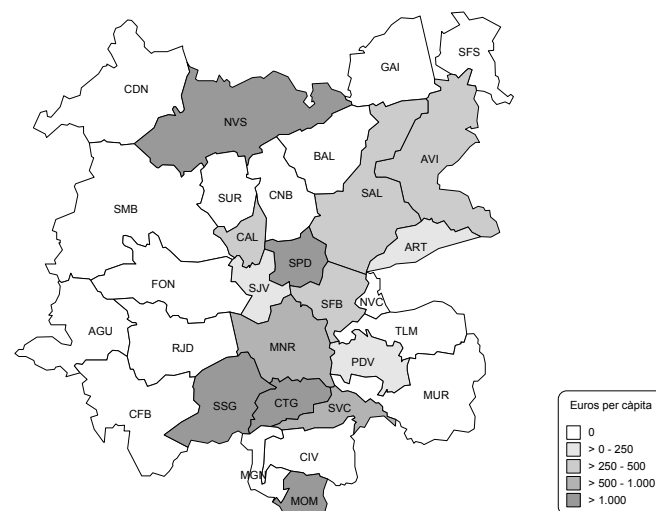 SFS
GAI
CDN
NVS
BAL
AVI
SAL
SUR
CNB
SMB
CAL
ART
SPD
FON
SJV
SFB
NVC
AGU
TLM
RJD
MNR
PDV
MUR
SSG
CTG
SVC
CFB
CIV
MGN
MOM
Euros per càpita
0
> 0 - 250
> 250 - 500
> 500 - 1.000
> 1.000